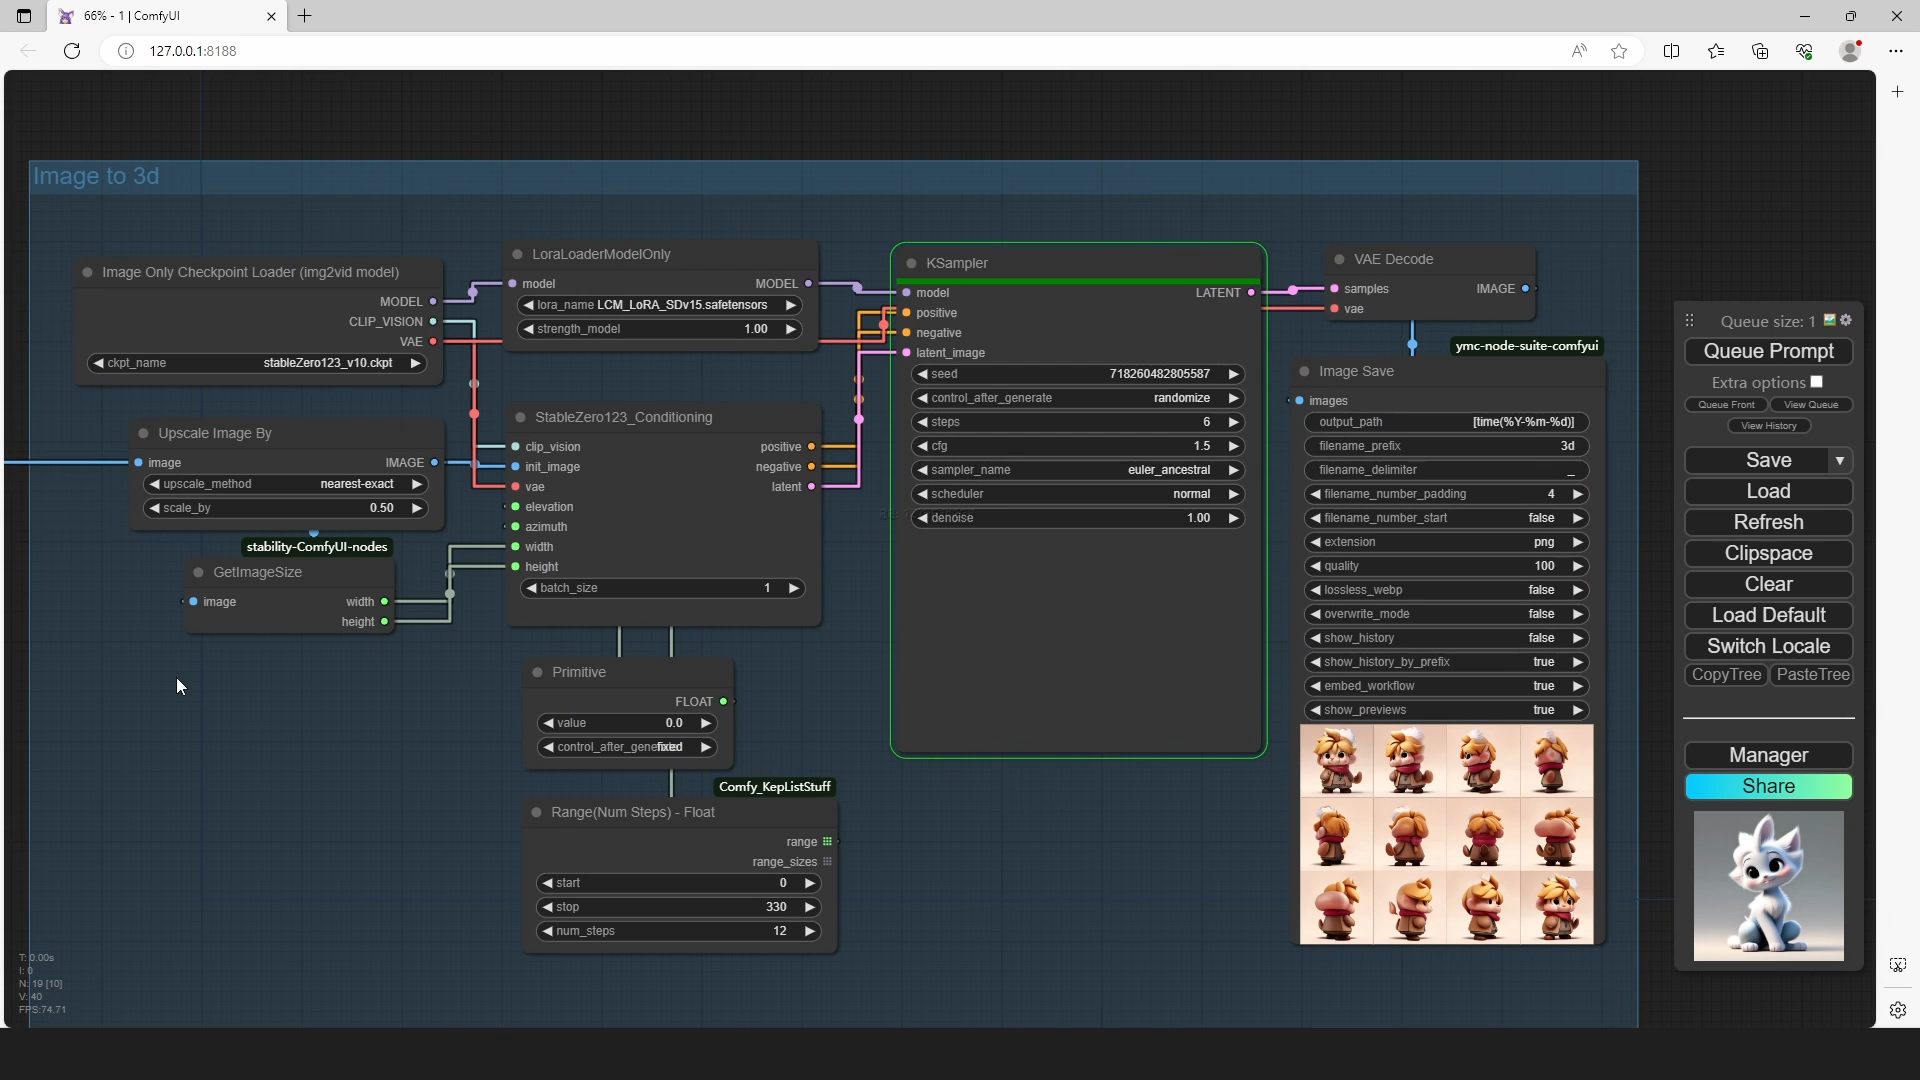 66% - 1 | ComfyUI
127.0.0.1:8188
Image to 3d
Image Only Checkpoint Loader (img2vid model)
MODEL
CLIP_VISION
VAE
ckpt_name stableZero123_v10.ckpt
Upscale Image By
image IMAGE
upscale_method nearest-exact
scale_by 0.50
stability-ComfyUI-nodes
GetImageSize
image width
height
LoraLoaderModelOnly
model MODEL
lora_name LCM_LoRA_SDv15.safetensors
strength_model 1.00
StableZero123_Conditioning
clip_vision positive
init_image negative
vae latent
elevation
azimuth
width
height
batch_size 1
Primitive
FLOAT
value 0.0
control_after_gene fixed
Comfy_KepListStuff
Range(Num Steps) - Float
range
range_sizes
start 0
stop 330
num_steps 12
KSampler
model LATENT
positive
negative
latent_image
seed 718260482805587
control_after_generate randomize
steps 6
cfg 1.5
sampler_name euler_ancestral
scheduler normal
denoise 1.00
VAE Decode
samples IMAGE
vae
ymc-node-suite-comfyui
Image Save
images
output_path [time(%Y-%m-%d)]
filename_prefix 3d
filename_delimiter _
filename_number_padding 4
filename_number_start false
extension png
quality 100
lossless_webp false
overwrite_mode false
show_history false
show_history_by_prefix true
embed_workflow true
show_previews true
Queue size: 1
Queue Prompt
Extra options
Queue Front View Queue
View History
Save
Load
Refresh
Clipspace
Clear
Load Default
Switch Locale
CopyTree PasteTree
Manager
Share
T: 0.00s
I: 0
N: 19 [10]
V: 40
FPS:74.71